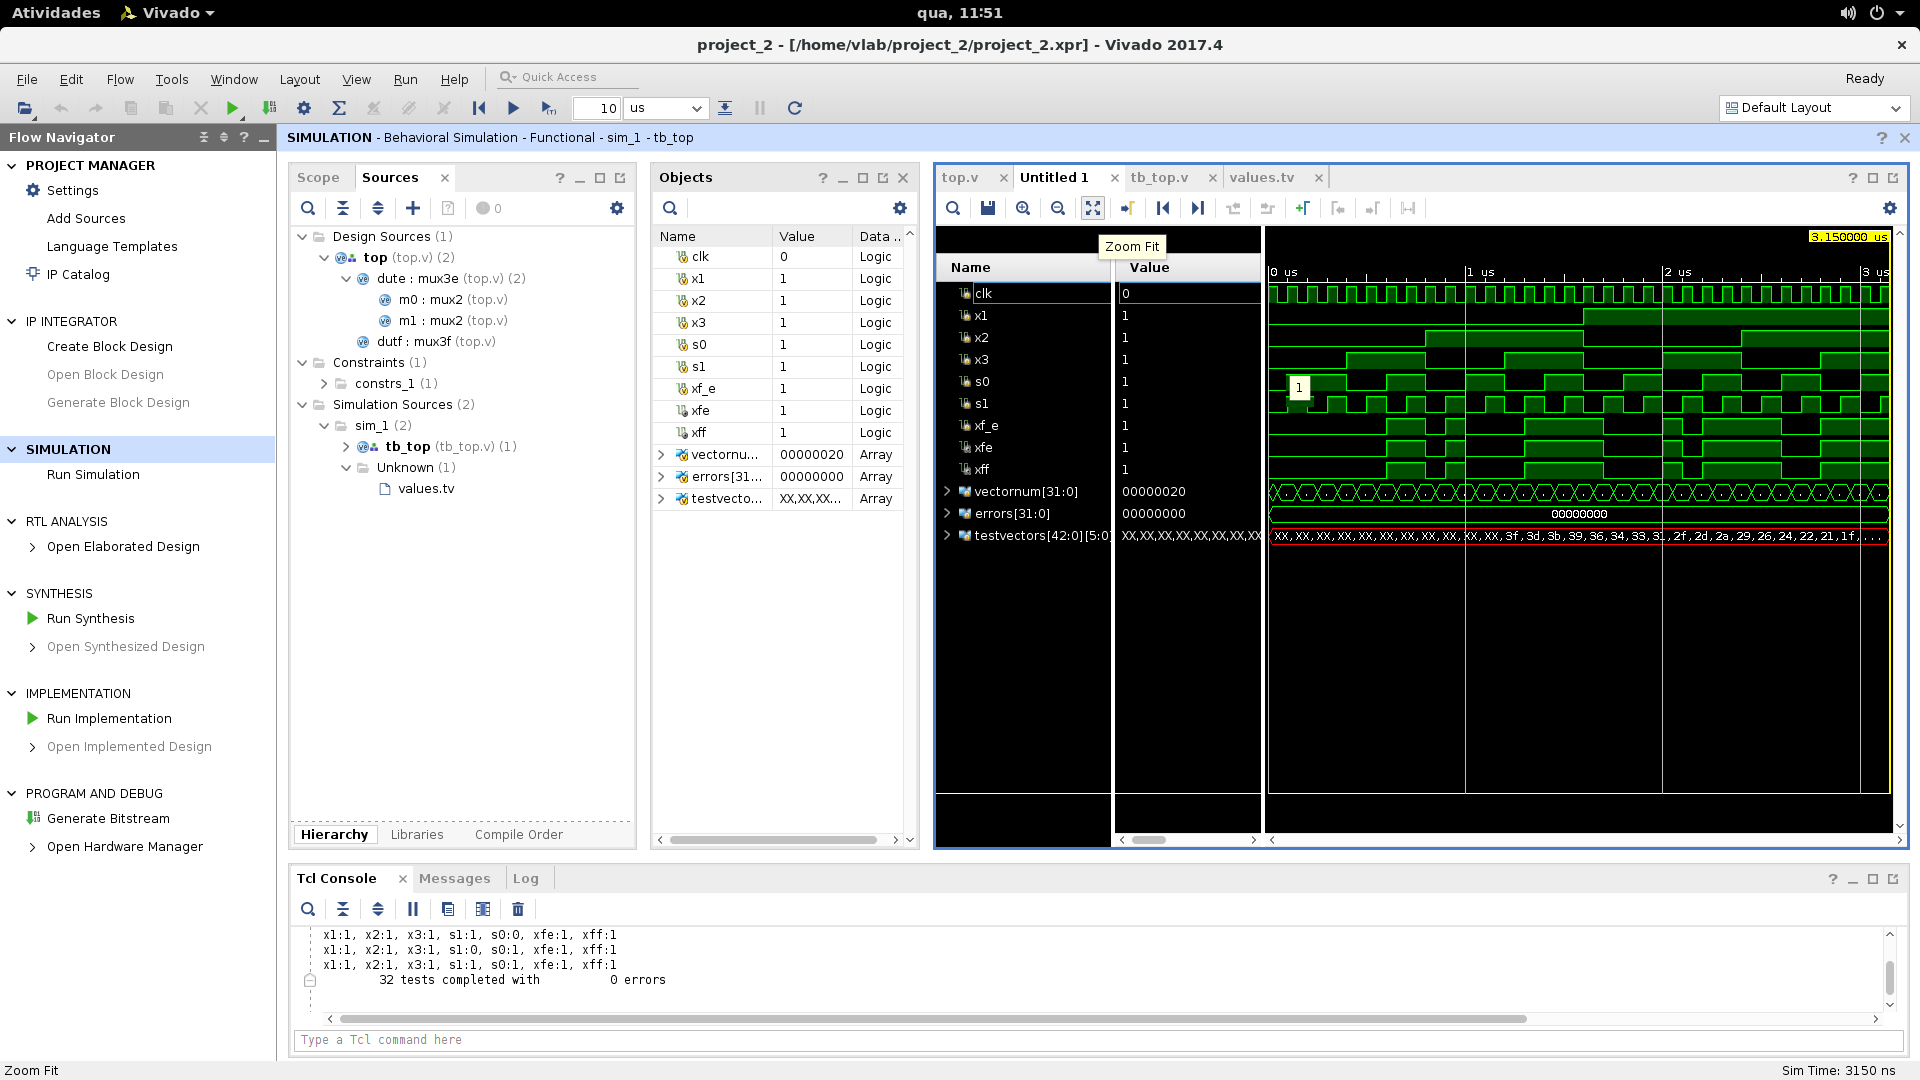 Atividades Vivado qua, 11:51
project_2 - [/home/vlab/project_2/project_2.xpr] - Vivado 2017.4
File Edit Flow Tools Window Layout View Run Help Quick Access Ready
10 us Default Layout
Flow Navigator
PROJECT MANAGER
Settings
Add Sources
Language Templates
IP Catalog
IP INTEGRATOR
Create Block Design
Open Block Design
Generate Block Design
SIMULATION
Run Simulation
RTL ANALYSIS
Open Elaborated Design
SYNTHESIS
Run Synthesis
Open Synthesized Design
IMPLEMENTATION
Run Implementation
Open Implemented Design
PROGRAM AND DEBUG
Generate Bitstream
Open Hardware Manager
SIMULATION - Behavioral Simulation - Functional - sim_1 - tb_top
Scope Sources
0
Design Sources (1)
top (top.v) (2)
dute : mux3e (top.v) (2)
m0 : mux2 (top.v)
m1 : mux2 (top.v)
dutf : mux3f (top.v)
Constraints (1)
constrs_1 (1)
Simulation Sources (2)
sim_1 (2)
tb_top (tb_top.v) (1)
Unknown (1)
values.tv
Hierarchy Libraries Compile Order
Objects
Name Value Data ..
clk 0 Logic
x1 1 Logic
x2 1 Logic
x3 1 Logic
s0 1 Logic
s1 1 Logic
xf_e 1 Logic
xfe 1 Logic
xff 1 Logic
vectornu... 00000020 Array
errors[31... 00000000 Array
testvecto... XX,XX,XX... Array
top.v Untitled 1 tb_top.v values.tv
Zoom Fit
3.150000 us
Name Value
0 us 1 us 2 us 3 us
clk 0
x1 1
x2 1
x3 1
s0 1
1
s1 1
xf_e 1
xfe 1
xff 1
vectornum[31:0] 00000020
errors[31:0] 00000000 00000000
testvectors[42:0][5:0] XX,XX,XX,XX,XX,XX,XX,XX XX,XX,XX,XX,XX,XX,XX,XX,XX,XX,XX,3f,3d,3b,39,36,34,33,31,2f,2d,2a,29,26,24,22,21,1f,...
Tcl Console Messages Log
x1:1, x2:1, x3:1, s1:1, s0:0, xfe:1, xff:1
x1:1, x2:1, x3:1, s1:0, s0:1, xfe:1, xff:1
x1:1, x2:1, x3:1, s1:1, s0:1, xfe:1, xff:1
32 tests completed with 0 errors
Type a Tcl command here
Zoom Fit Sim Time: 3150 ns